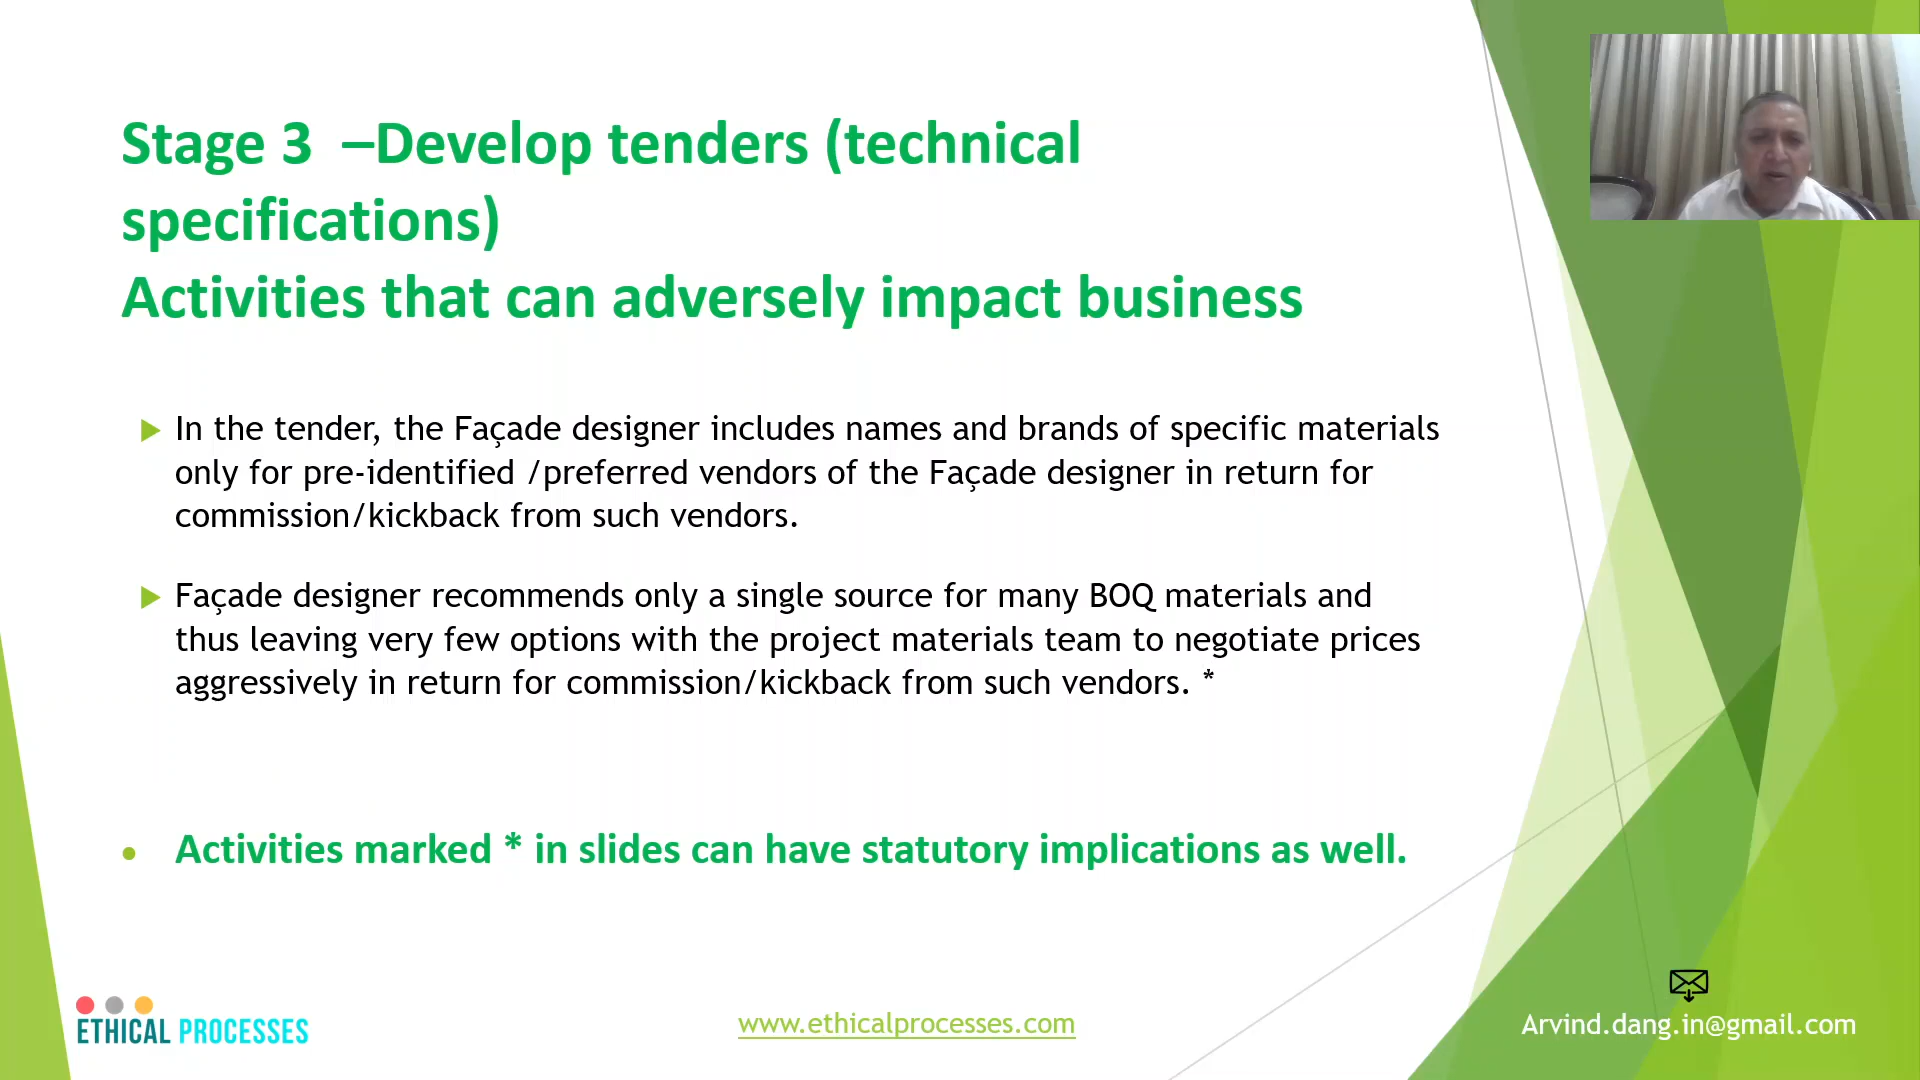 Stage 3  –Develop tenders (technical
specifications)
Activities that can adversely impact business
In the tender, the Façade designer includes names and brands of specific materials
only for pre-identified /preferred vendors of the Façade designer in return for
commission/kickback from such vendors.
Façade designer recommends only a single source for many BOQ materials and
thus leaving very few options with the project materials team to negotiate prices
aggressively in return for commission/kickback from such vendors. *
Activities marked * in slides can have statutory implications as well.
ETHICAL PROCESSES
www.ethicalprocesses.com
Arvind.dang.in@gmail.com